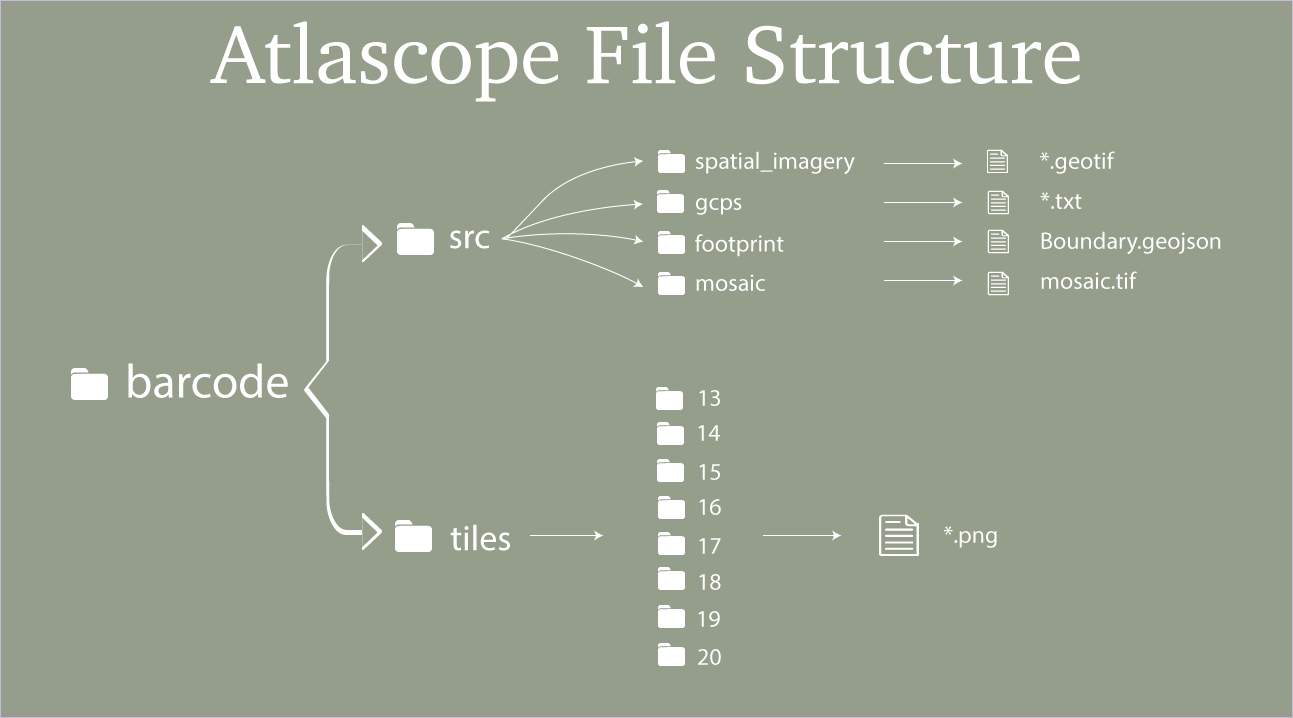 Atlascope File Structure
spatial_imagery *.geotif
gcps *.txt
src
footprint Boundary.geojson
mosaic mosaic.tif
barcode
13
14
15
16
17
tiles *.png
18
19
20